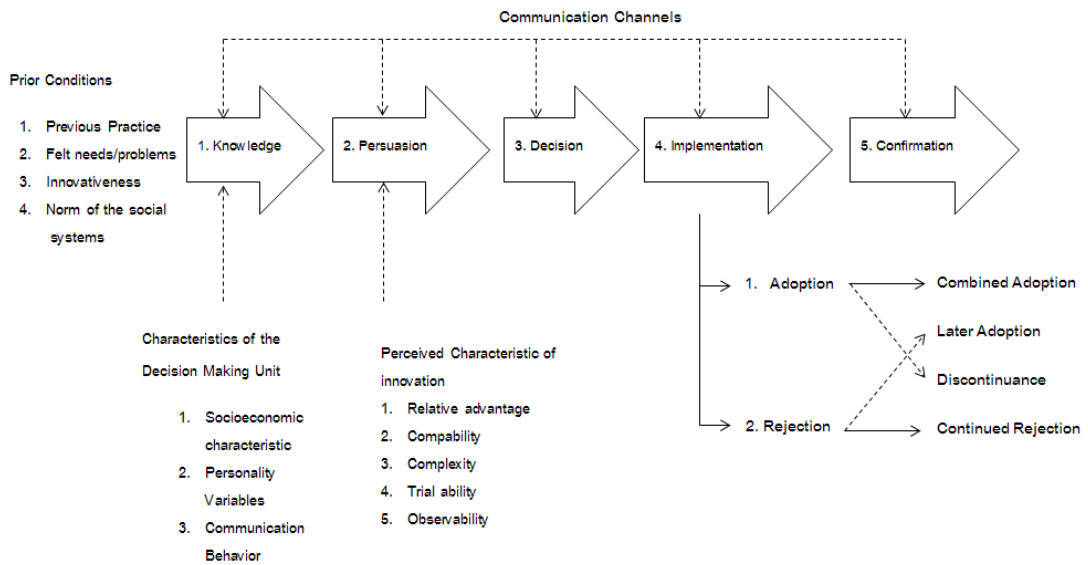 Communication Channels
Prior Conditions
1. Previous Practice
2. Felt needs/problems
3. Innovativeness
4. Norm of the social
systems
1. Knowledge
2. Persuasion
3. Decision
4. Implementation
5. Confirmation
1. Adoption
2. Rejection
Combined Adoption
Later Adoption
Discontinuance
Continued Rejection
Characteristics of the
Decision Making Unit
1. Socioeconomic
characteristic
2. Personality
Variables
3. Communication
Behavior
Perceived Characteristic of
innovation
1. Relative advantage
2. Compability
3. Complexity
4. Trial ability
5. Observability